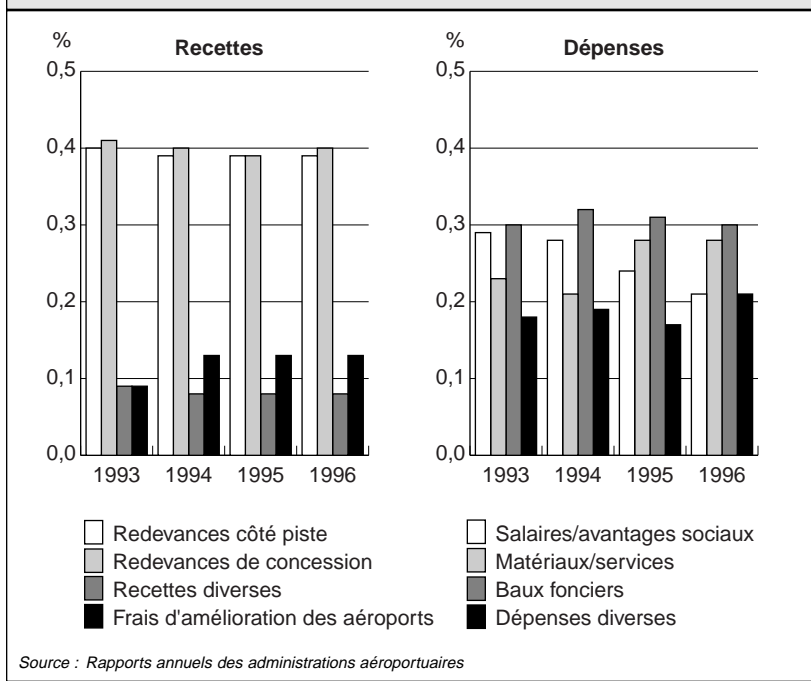 Recettes
%
0,5
0,4
0,3
0,2
0,1
0,0
1993 1994 1995 1996
Redevances côté piste
Redevances de concession
Recettes diverses
Frais d'amélioration des aéroports
Dépenses
%
0,5
0,4
0,3
0,2
0,1
0,0
1993 1994 1995 1996
Salaires/avantages sociaux
Matériaux/services
Baux fonciers
Dépenses diverses
Source : Rapports annuels des administrations aéroportuaires